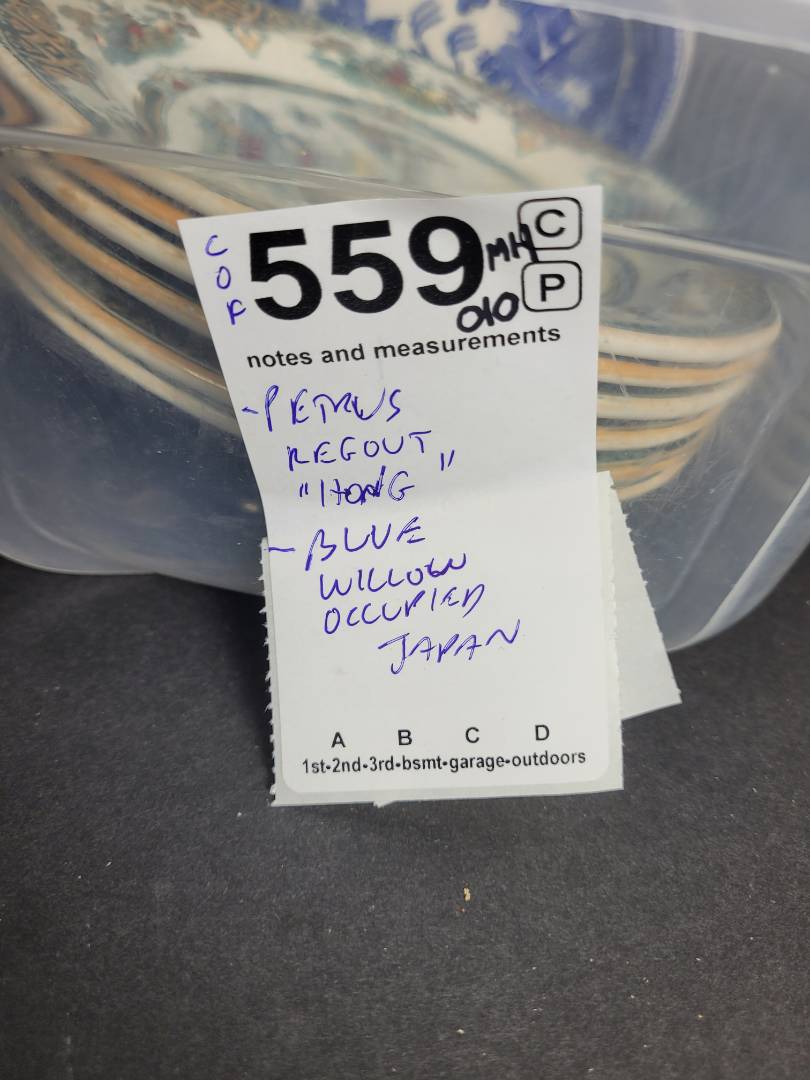 C
O
F
559
MH
010
C
P
notes and measurements
-PETRUS
REGOUT
"HONG"
-BLUE
WILLOW
OCCUPIED
JAPAN
A B C D
1st-2nd-3rd-bsmt-garage-outdoors